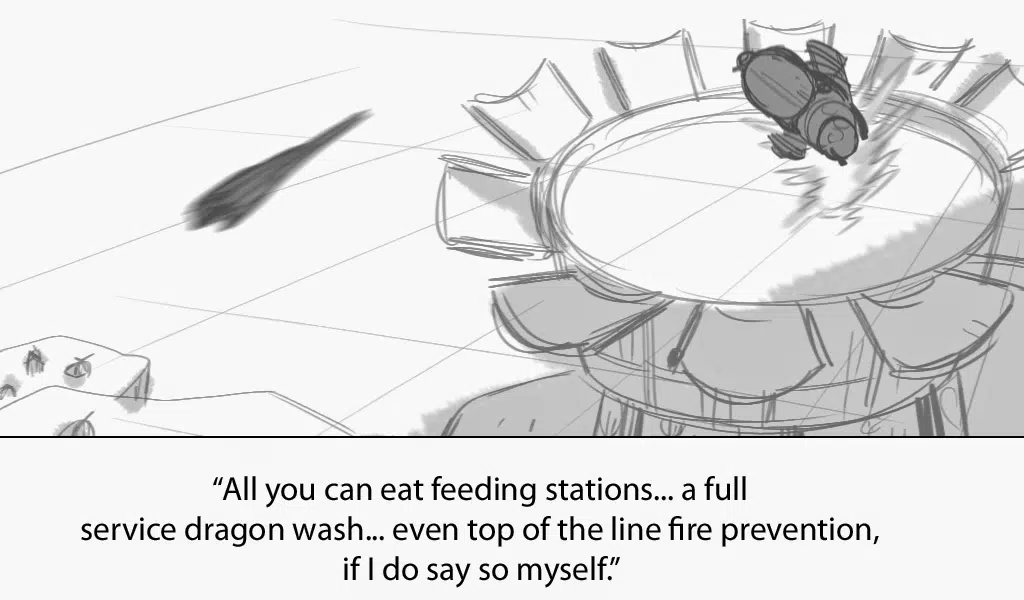 “All you can eat feeding stations... a full
service dragon wash... even top of the line fire prevention,
if I do say so myself.”